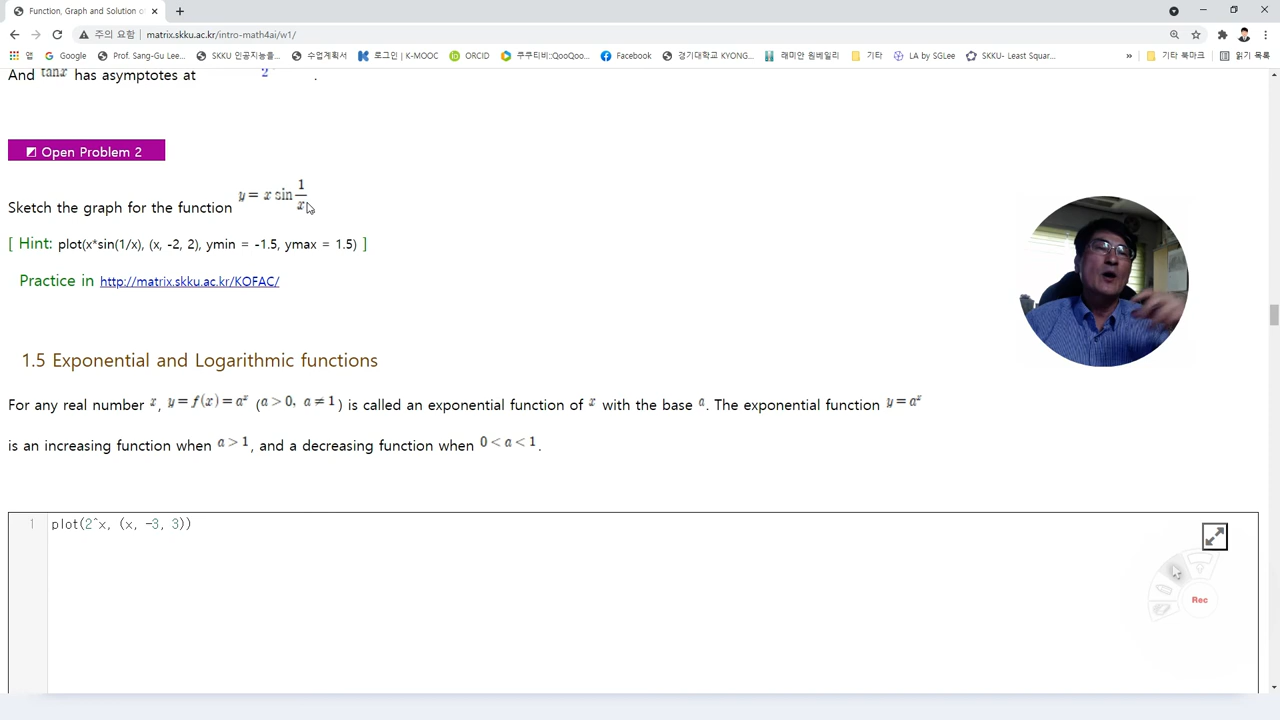 Function, Graph and Solution of
주의 요함 matrix.skku.ac.kr/intro-math4ai/w1/
앱 Google Prof. Sang-Gu Lee... SKKU 인공지능을... 수업계획서 로그인 | K-MOOC ORCID 쿠쿠티비::QooQoo... Facebook 경기대학교 KYONG... 래미안 원베일리 기타 LA by SGLee SKKU- Least Squar... » 기타 북마크 읽기 목록
And tanx has asymptotes at 2 .
Open Problem 2
Sketch the graph for the function y = x sin 1/x
[ Hint: plot(x*sin(1/x), (x, -2, 2), ymin = -1.5, ymax = 1.5) ]
Practice in http://matrix.skku.ac.kr/KOFAC/
1.5 Exponential and Logarithmic functions
For any real number x, y = f(x) = a^x (a > 0, a ≠ 1) is called an exponential function of x with the base a. The exponential function y = a^x
is an increasing function when a > 1, and a decreasing function when 0 < a < 1.
1 plot(2^x, (x, -3, 3))
Rec